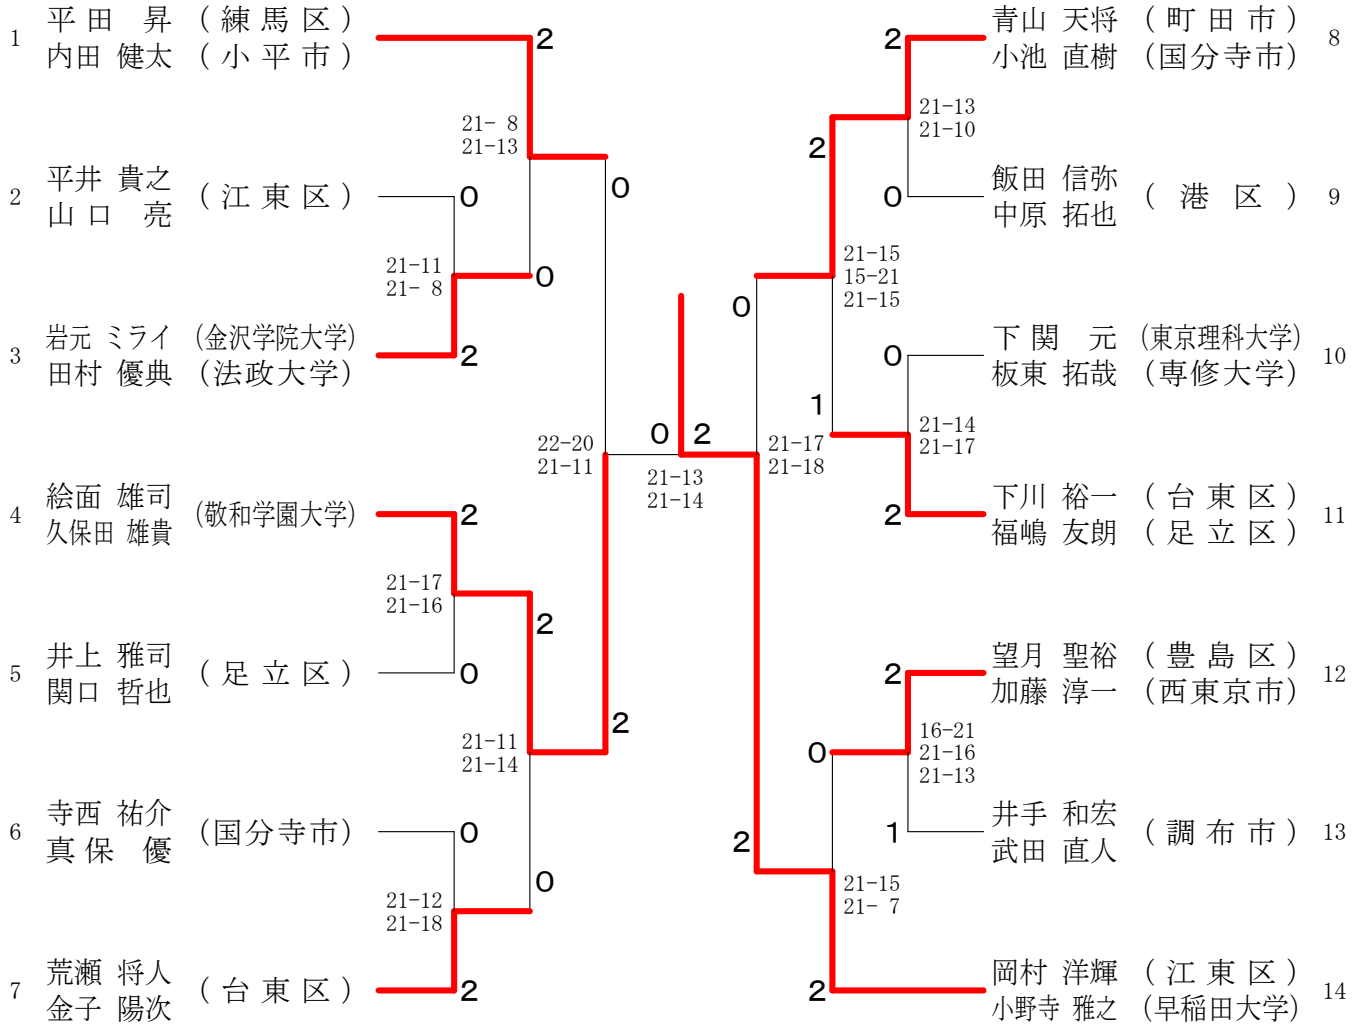 1 平田 昇 (練馬区)
内田 健太 (小平市)
2
21- 8
21-13
2 平井 貴之 (江東区)
山口 亮
0
0
21-11
21- 8
0
3 岩元 ミライ (金沢学院大学)
田村 優典 (法政大学)
2
22-20
21-11
4 絵面 雄司 (敬和学園大学)
久保田 雄貴
2
21-17
21-16
2
5 井上 雅司 (足立区)
関口 哲也
0
2
21-11
21-14
6 寺西 祐介 (国分寺市)
真保 優
0
0
21-12
21-18
7 荒瀬 将人 (台東区)
金子 陽次
2
0 2
21-13
21-14
2
青山 天将 (町田市) 8
小池 直樹 (国分寺市)
21-13
21-10
2
0
飯田 信弥 (港区) 9
中原 拓也
21-15
15-21
21-15
0
0
下関 元 (東京理科大学) 10
板東 拓哉 (専修大学)
1
21-14
21-17
21-17
21-18
2
下川 裕一 (台東区) 11
福嶋 友朗 (足立区)
2
望月 聖裕 (豊島区) 12
加藤 淳一 (西東京市)
16-21
21-16
21-13
0
1
井手 和宏 (調布市) 13
武田 直人
2
21-15
21- 7
2
岡村 洋輝 (江東区) 14
小野寺 雅之 (早稲田大学)